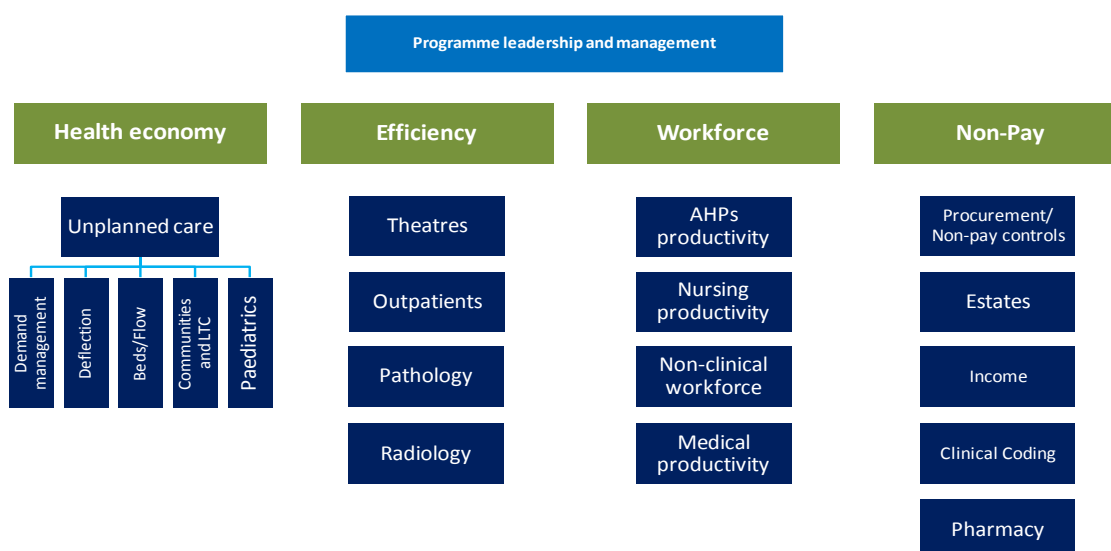 Programme leadership and management
Health economy
Efficiency
Workforce
Non-Pay
Unplanned care
Demand
management
Deflection
Beds/Flow
Communities
and LTC
Paediatrics
Theatres
Outpatients
Pathology
Radiology
AHPs
productivity
Nursing
productivity
Non-clinical
workforce
Medical
productivity
Procurement/
Non-pay controls
Estates
Income
Clinical Coding
Pharmacy